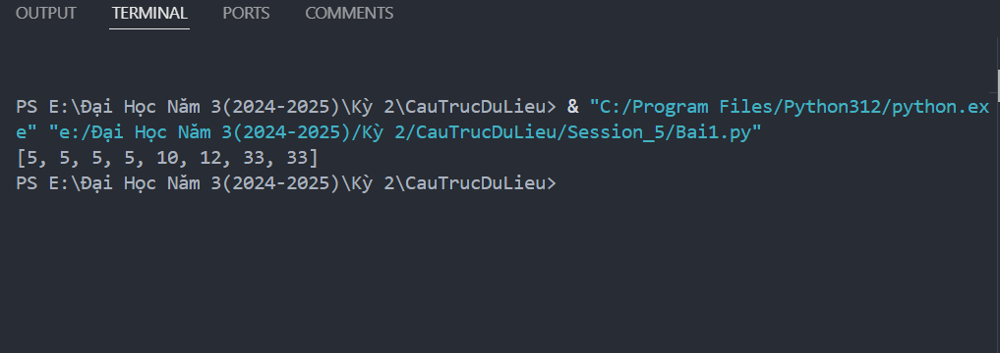 OUTPUT TERMINAL PORTS COMMENTS
PS E:\Đại Học Năm 3(2024-2025)\Kỳ 2\CauTrucDuLieu> & "C:/Program Files/Python312/python.ex
e" "e:/Đại Học Năm 3(2024-2025)/Kỳ 2/CauTrucDuLieu/Session_5/Bai1.py"
[5, 5, 5, 5, 10, 12, 33, 33]
PS E:\Đại Học Năm 3(2024-2025)\Kỳ 2\CauTrucDuLieu>